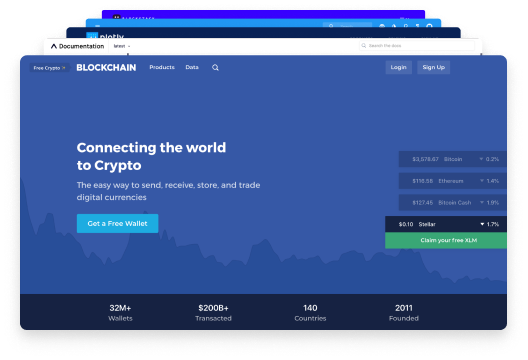 BLOCKSTACK
plotly
Documentation latest
Search the docs
Free Crypto BLOCKCHAIN Products Data Login Sign Up
Connecting the world
to Crypto
The easy way to send, receive, store, and trade
digital currencies
Get a Free Wallet
$3,578.67 Bitcoin 0.2%
$119.58 Ethereum 1.4%
$127.45 Bitcoin Cash 1.9%
$0.10 Stellar 1.7%
Claim your free XLM
32M+ $200B+ 140 2011
Wallets Transacted Countries Founded